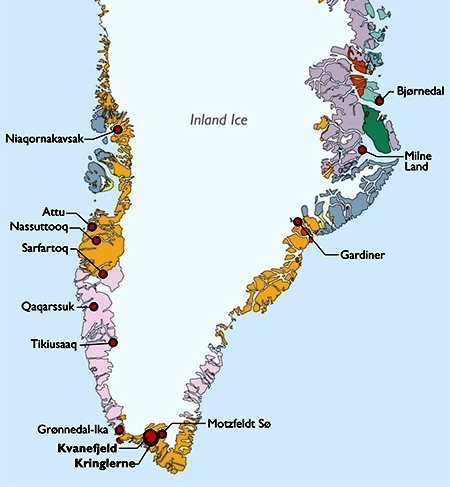 Bjørnedal
Inland Ice
Niaqornakavsak
Milne
Land
Attu
Nassuttooq
Sarfartoq
Gardiner
Qaqarssuk
Tikiusaaq
Motzfeldt Sø
Grønnedal-Ika
Kvanefjeld
Kringlerne